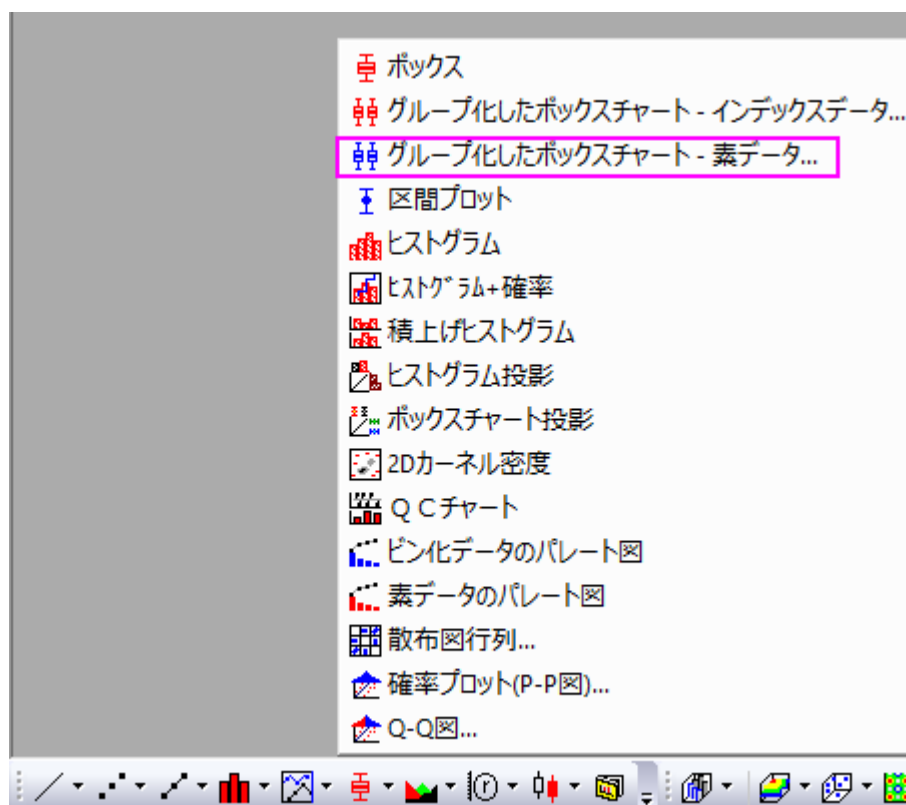 ボックス
グループ化したボックスチャート - インデックスデータ...
グループ化したボックスチャート - 素データ...
区間プロット
ヒストグラム
ﾋｽﾄｸﾞﾗﾑ+確率
積上げヒストグラム
ヒストグラム投影
ボックスチャート投影
2Dカーネル密度
ＱＣチャート
ビン化データのパレート図
素データのパレート図
散布図行列...
確率プロット(P-P図)...
Q-Q図...